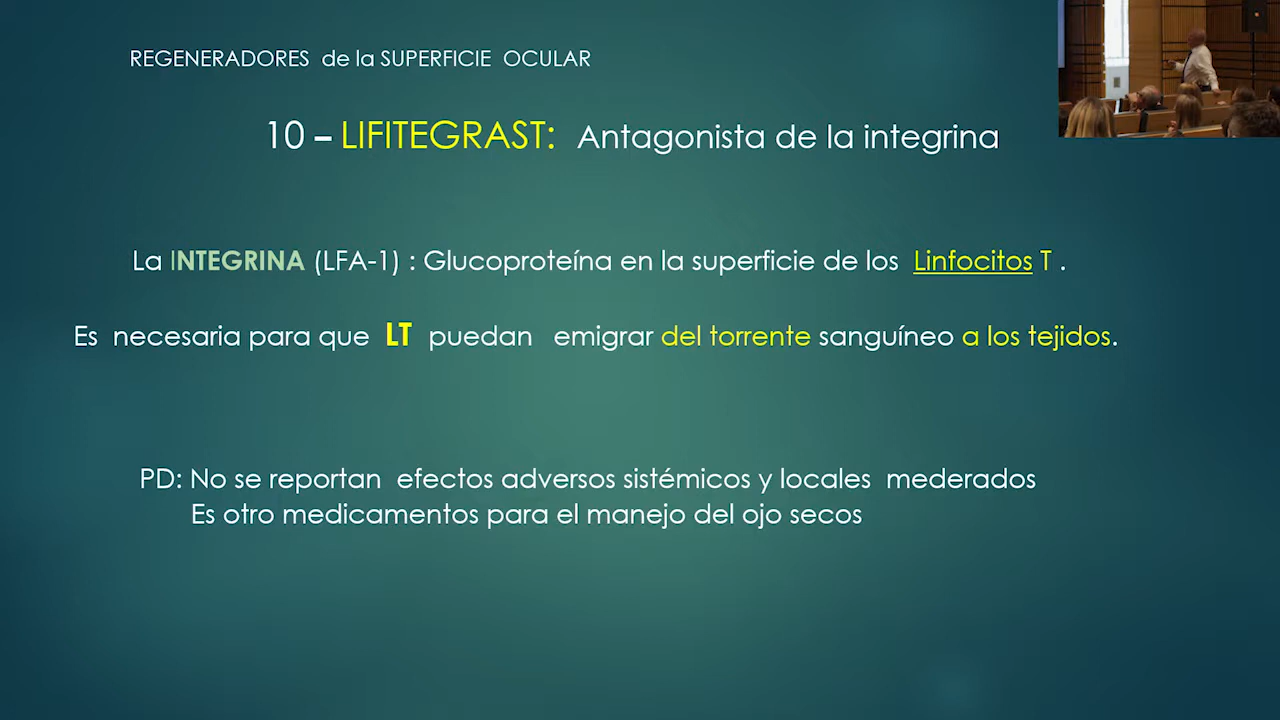 REGENERADORES de la SUPERFICIE OCULAR
10 – LIFITEGRAST: Antagonista de la integrina
La INTEGRINA (LFA-1) : Glucoproteína en la superficie de los Linfocitos T .
Es necesaria para que LT puedan emigrar del torrente sanguíneo a los tejidos.
PD: No se reportan efectos adversos sistémicos y locales mederados
Es otro medicamentos para el manejo del ojo secos